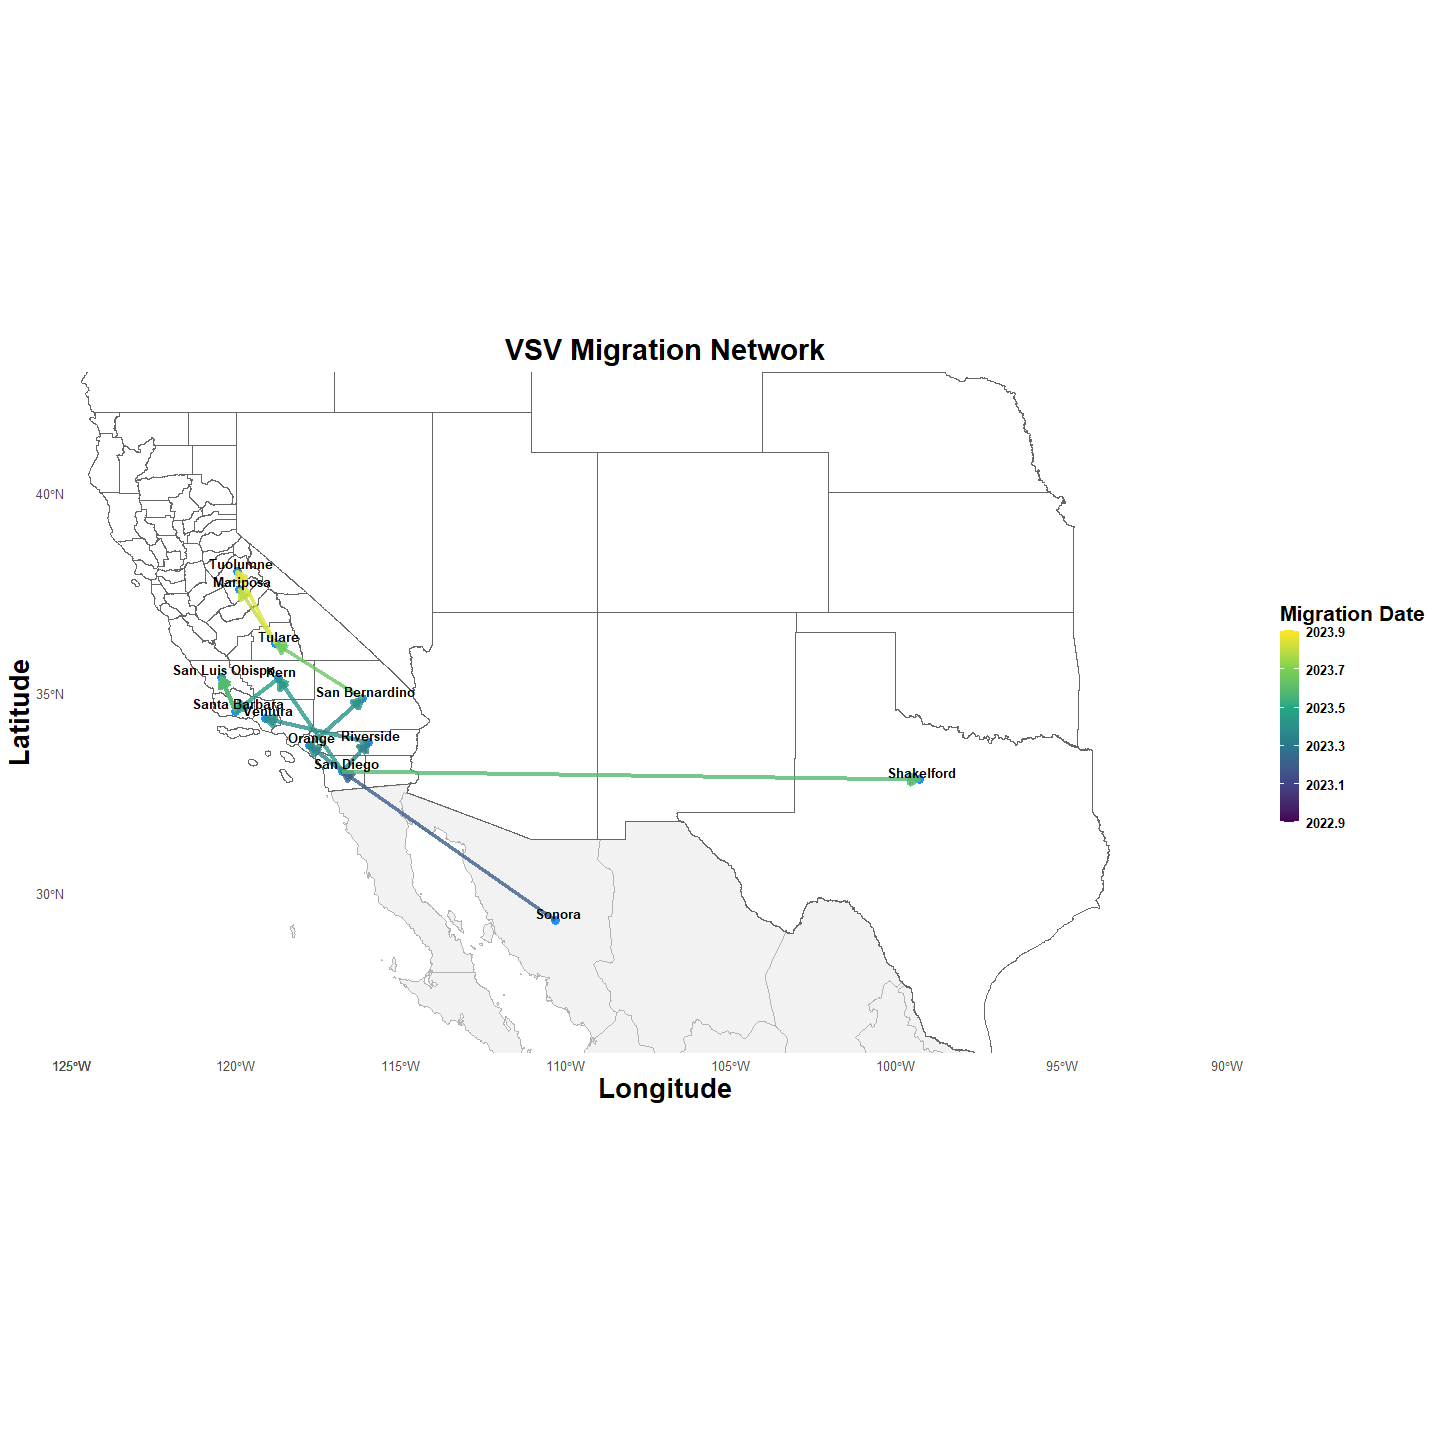 VSV Migration Network
Latitude
40°N
35°N
30°N
Tuolumne
Mariposa
Tulare
San Luis Obispo
Kern
San Bernardino
Santa Barbara
Ventura
Orange
Riverside
San Diego
Shakelford
Sonora
125°W
120°W
115°W
110°W
105°W
100°W
95°W
90°W
Longitude
Migration Date
2023.9
2023.7
2023.5
2023.3
2023.1
2022.9